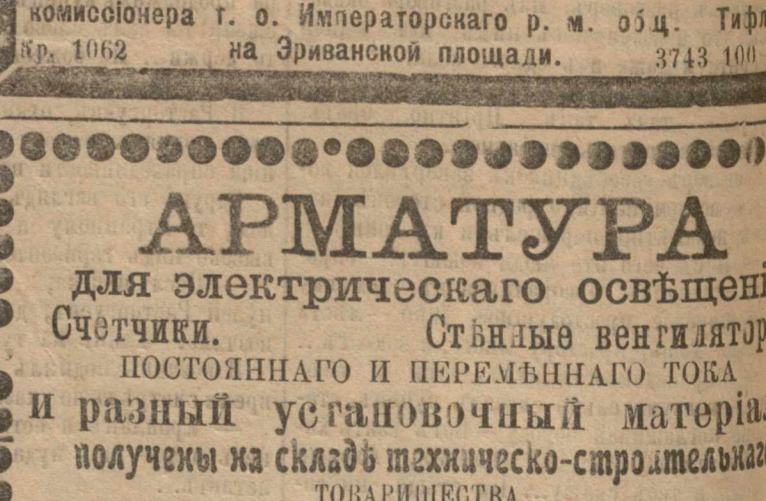 комиссіонера т. о. Императорскаго р. м. общ. Тифл
Кр. 1062 на Эриванской площади. 3743 100
АРМАТУРА
для электрическаго освѣщені
Счетчики. Стѣнные вентилятор
ПОСТОЯННАГО И ПЕРЕМѢННАГО ТОКА
и разный установочный матеріа
получены на складѣ техническо-строительнаг
ТОВАРИЩЕСТВА